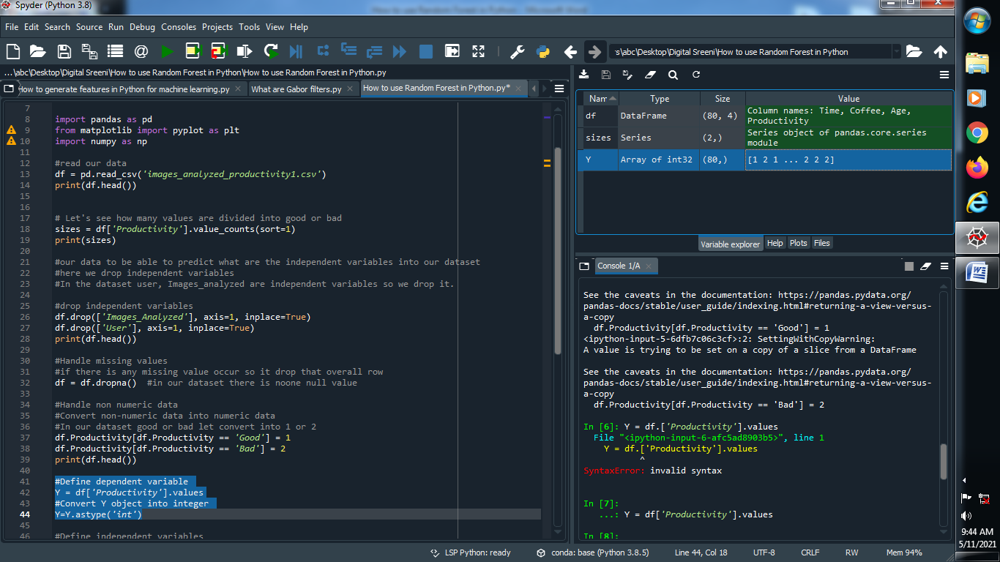 Spyder (Python 3.8)
File Edit Search Source Run Debug Consoles Projects Tools View Help
s\abc\Desktop\Digital Sreeni\How to use Random Forest in Python
...\abc\Desktop\Digital Sreeni\How to use Random Forest in Python\How to use Random Forest in Python.py
How to generate features in Python for machine learning.py What are Gabor filters.py How to use Random Forest in Python.py*
7
8 import pandas as pd
9 from matplotlib import pyplot as plt
10 import numpy as np
11
12 #read our data
13 df = pd.read_csv('images_analyzed_productivity1.csv')
14 print(df.head())
15
16
17 # Let's see how many values are divided into good or bad
18 sizes = df['Productivity'].value_counts(sort=1)
19 print(sizes)
20
21 #our data to be able to predict what are the independent variables into our dataset
22 #here we drop independent variables
23 #In the dataset user, Images_analyzed are independent variables so we drop it.
24
25 #drop independent variables
26 df.drop(['Images_Analyzed'], axis=1, inplace=True)
27 df.drop(['User'], axis=1, inplace=True)
28 print(df.head())
29
30 #Handle missing values
31 #if there is any missing value occur so it drop that overall row
32 df = df.dropna()  #in our dataset there is noone null value
33
34 #Handle non numeric data
35 #Convert non-numeric data into numeric data
36 #In our dataset good or bad let convert into 1 or 2
37 df.Productivity[df.Productivity == 'Good'] = 1
38 df.Productivity[df.Productivity == 'Bad'] = 2
39 print(df.head())
40
41 #Define dependent variable
42 Y = df['Productivity'].values
43 #Convert Y object into integer
44 Y=Y.astype('int')
45
46 #Define independent variables
Nam Type Size Value
df DataFrame (80, 4) Column names: Time, Coffee, Age,
Productivity
sizes Series (2,) Series object of pandas.core.series
module
Y Array of int32 (80,) [1 2 1 ... 2 2 2]
Variable explorer Help Plots Files
Console 1/A
See the caveats in the documentation: https://pandas.pydata.org/
pandas-docs/stable/user_guide/indexing.html#returning-a-view-versus-
a-copy
df.Productivity[df.Productivity == 'Good'] = 1
<ipython-input-5-6dfb7c06c3cf>:2: SettingWithCopyWarning:
A value is trying to be set on a copy of a slice from a DataFrame
See the caveats in the documentation: https://pandas.pydata.org/
pandas-docs/stable/user_guide/indexing.html#returning-a-view-versus-
a-copy
df.Productivity[df.Productivity == 'Bad'] = 2
In [6]: Y = df.['Productivity'].values
File "<ipython-input-6-afc5ad8903b5>", line 1
Y = df.['Productivity'].values
^
SyntaxError: invalid syntax
In [7]:
...: Y = df['Productivity'].values
In [8]:
LSP Python: ready conda: base (Python 3.8.5) Line 44, Col 18 UTF-8 CRLF RW Mem 94%
9:44 AM
5/11/2021